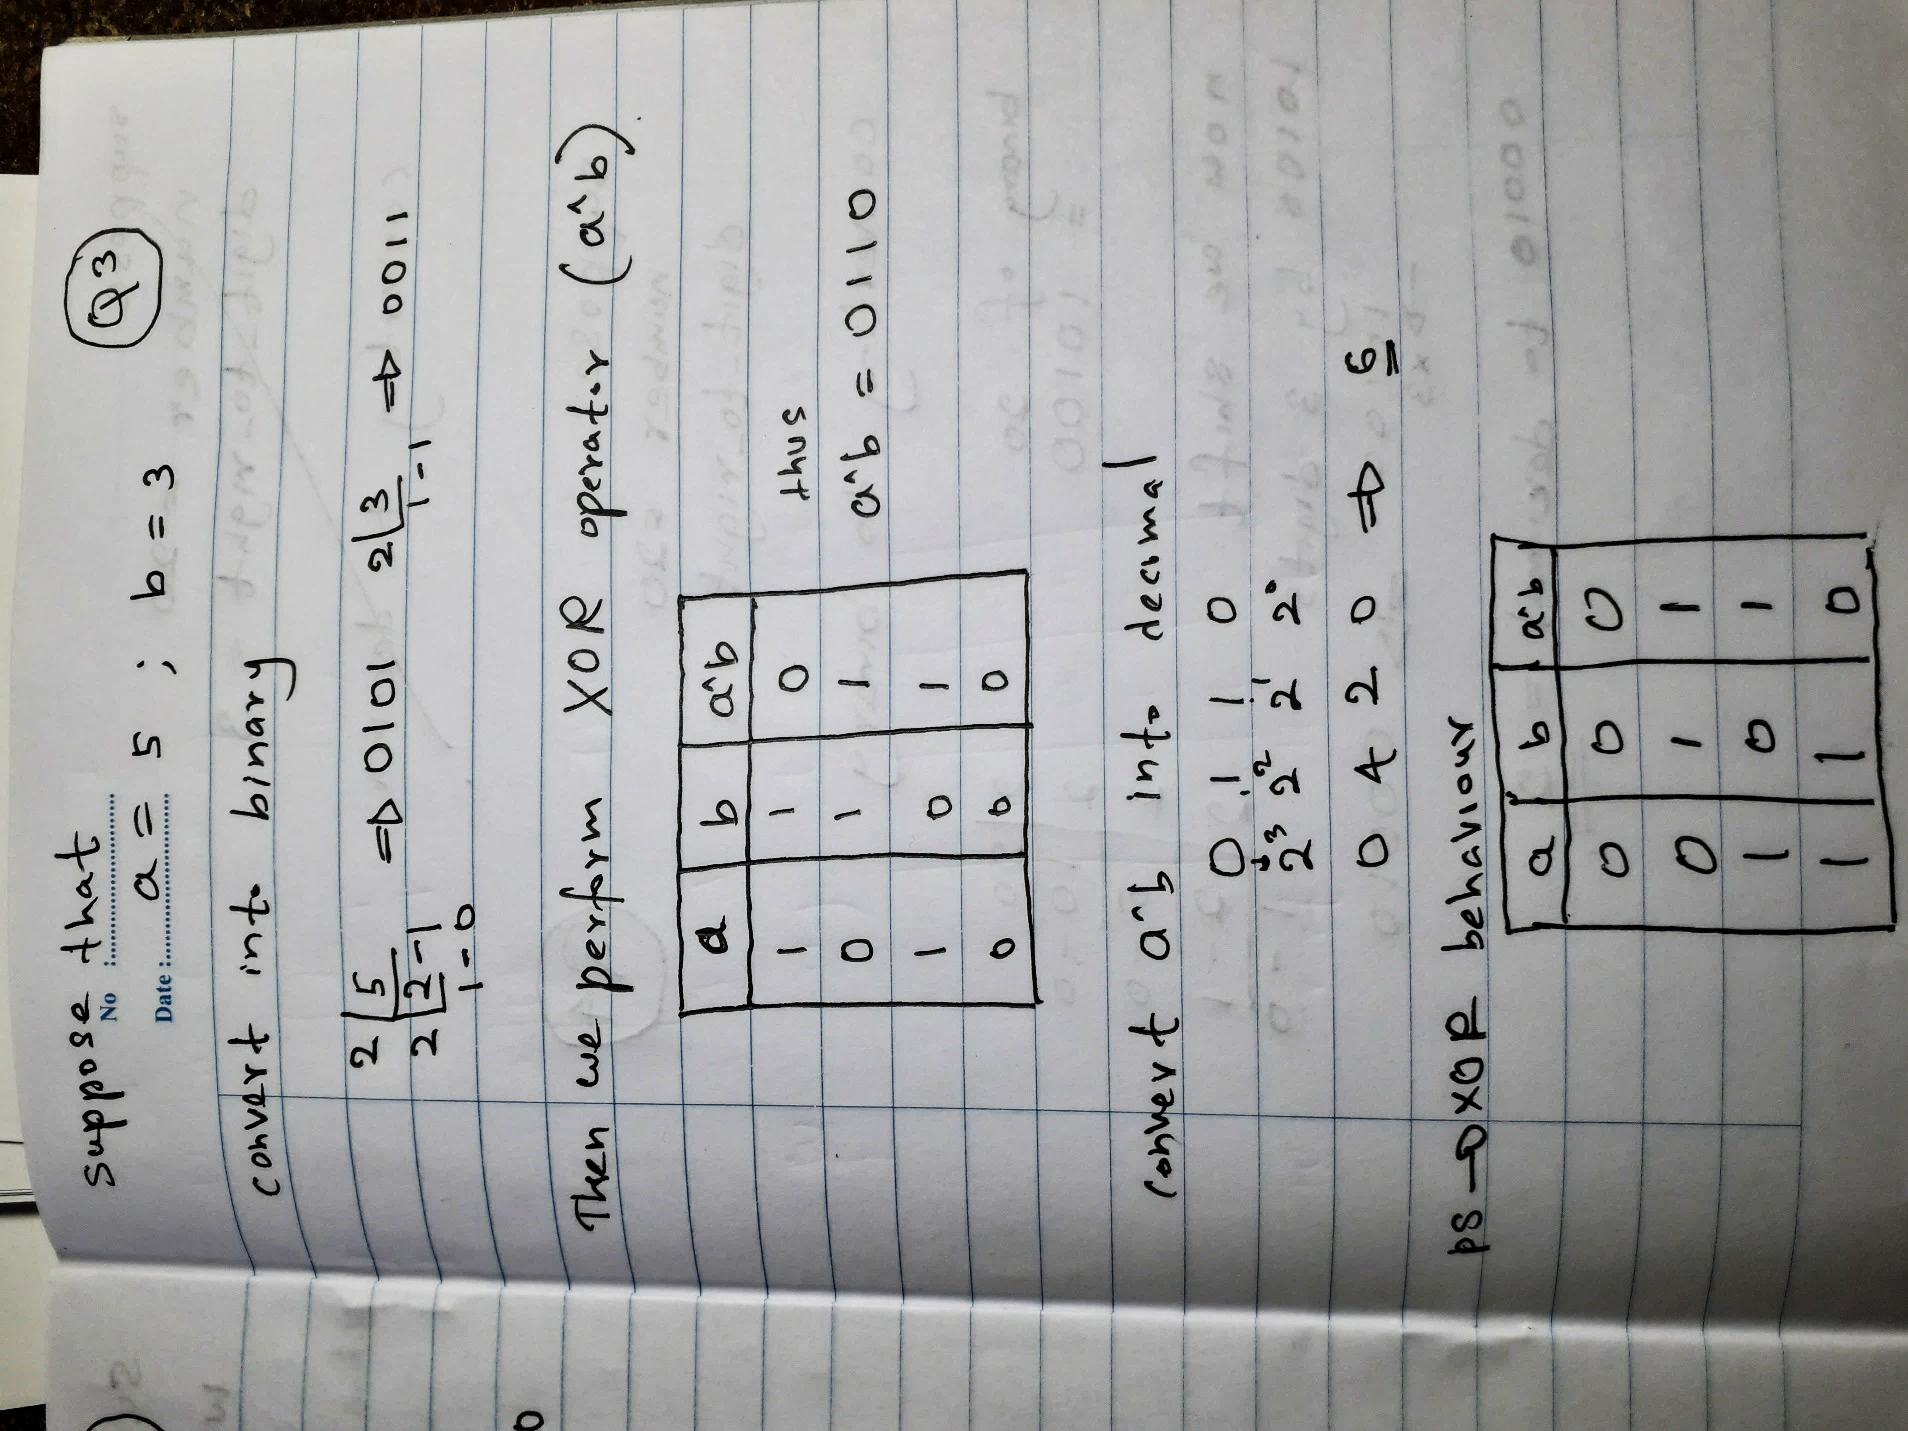 Q3
suppose that
No :
Date : a = 5 ; b = 3
convert into binary
2|5 ⇒ 0101 2|3 ⇒ 0011
2|2-1 1-1
1-0
Then we perform XOR operator (a^b)
a b a^b
1 1 0 thus
0 1 1 a^b = 0110
1 0 1
0 0 0
convert a^b into decimal
0 1 1 0
2³ 2² 2¹ 2⁰
0 4 2 0 ⇒ 6
ps → XOR behaviour
a b a^b
0 0 0
0 1 1
1 0 1
1 1 0